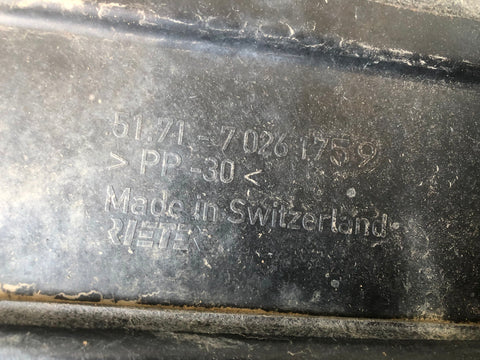 51.71 - 7 026 1759
> PP -30 <
Made in Switzerland
RIETER